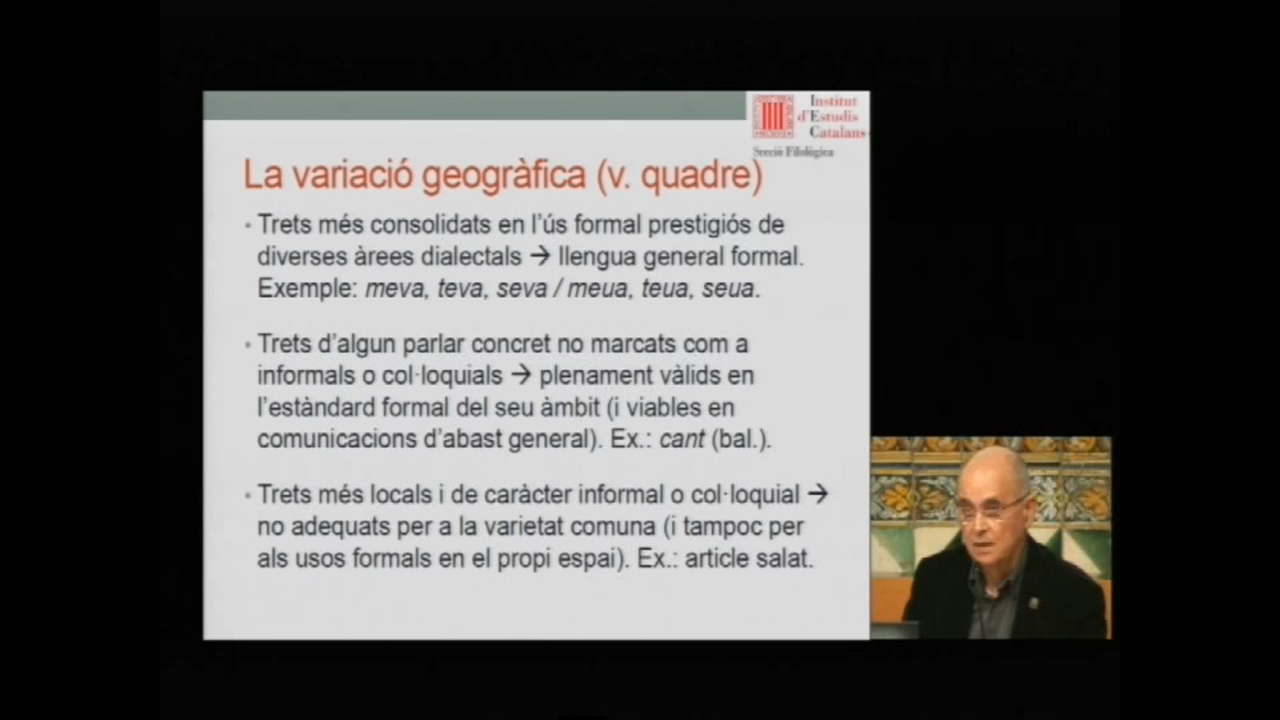 Institut
d'Estudis
Catalans
Secció Filològica
La variació geogràfica (v. quadre)
• Trets més consolidats en l'ús formal prestigiós de
diverses àrees dialectals → llengua general formal.
Exemple: meva, teva, seva / meua, teua, seua.
• Trets d'algun parlar concret no marcats com a
informals o col·loquials → plenament vàlids en
l'estàndard formal del seu àmbit (i viables en
comunicacions d'abast general). Ex.: cant (bal.).
• Trets més locals i de caràcter informal o col·loquial →
no adequats per a la varietat comuna (i tampoc per
als usos formals en el propi espai). Ex.: article salat.